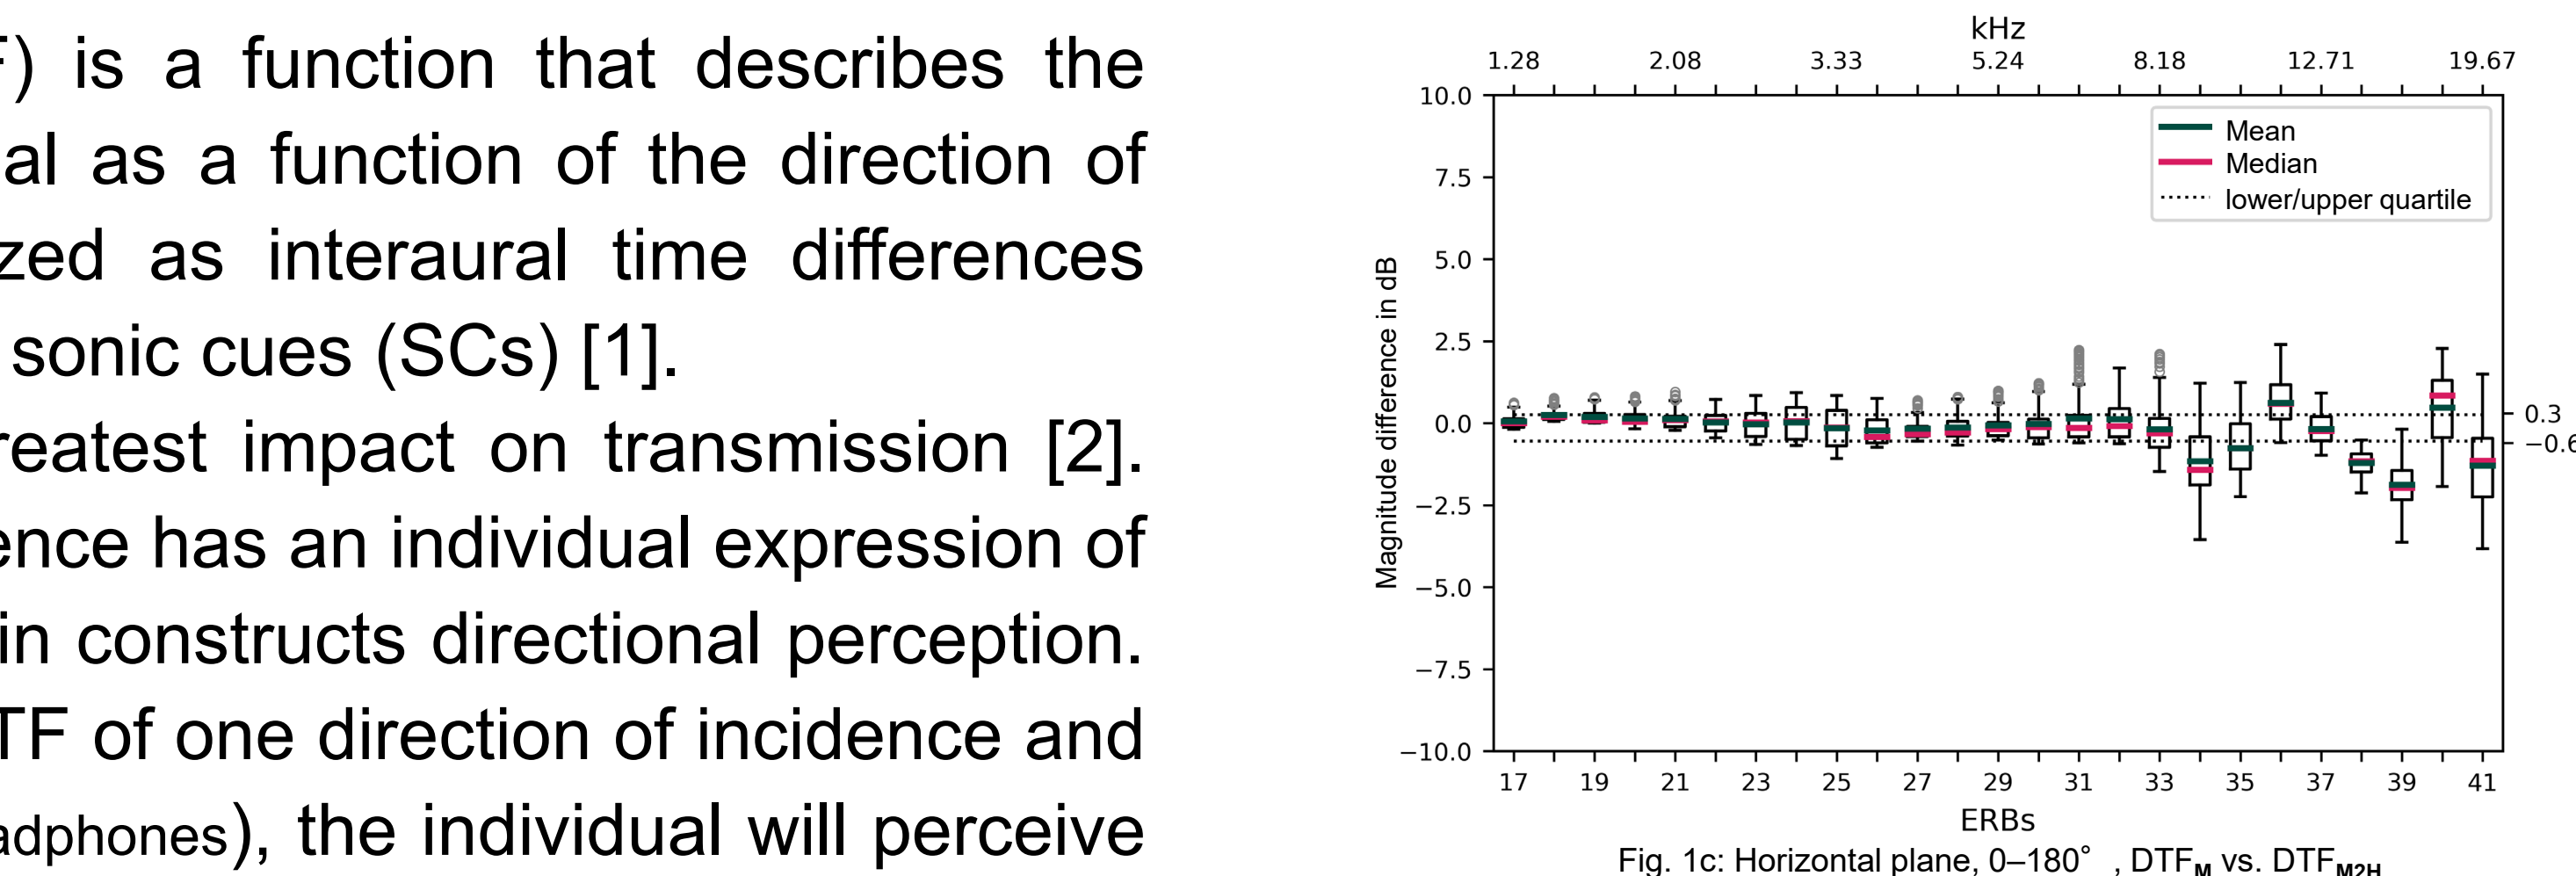 F) is a function that describes the
al as a function of the direction of
zed as interaural time differences
sonic cues (SCs) [1].
reatest impact on transmission [2].
ence has an individual expression of
in constructs directional perception.
TF of one direction of incidence and
adphones), the individual will perceive
kHz
1.28 2.08 3.33 5.24 8.18 12.71 19.67
10.0
7.5
5.0
2.5
0.0
−2.5
−5.0
−7.5
−10.0
Magnitude difference in dB
Mean
Median
lower/upper quartile
0.3
−0.6
17 19 21 23 25 27 29 31 33 35 37 39 41
ERBs
Fig. 1c: Horizontal plane, 0–180° , DTFM vs. DTFM2H